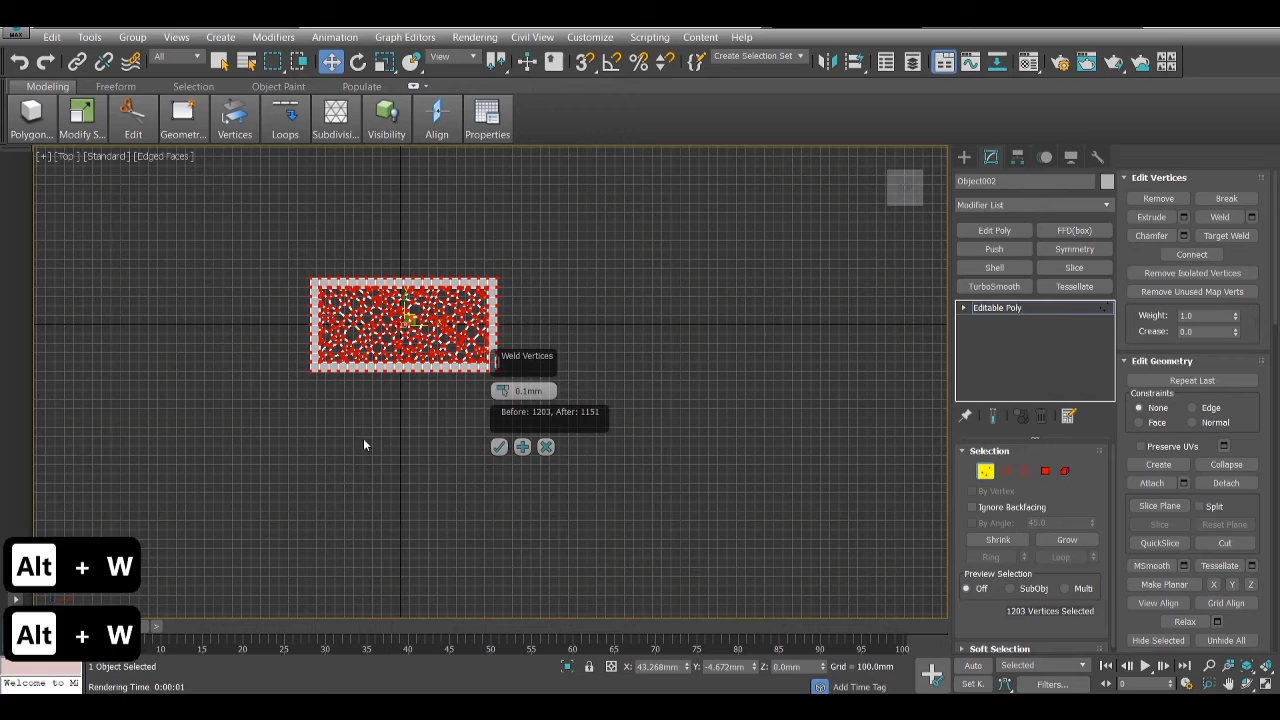 MAX
Edit Tools Group Views Create Modifiers Animation Graph Editors Rendering Civil View Customize Scripting Content Help
All View Create Selection Set
Modeling Freeform Selection Object Paint Populate
Polygon... Modify S... Edit Geometr... Vertices Loops Subdivisi... Visibility Align Properties
[+] [Top ] [Standard ] [Edged Faces ]
Object002
Modifier List
Edit Poly FFD(box)
Push Symmetry
Shell Slice
TurboSmooth Tessellate
Editable Poly
Selection
By Vertex
Ignore Backfacing
By Angle: 45.0
Shrink Grow
Ring Loop
Preview Selection
Off SubObj Multi
1203 Vertices Selected
Soft Selection
Edit Vertices
Remove Break
Extrude Weld
Chamfer Target Weld
Connect
Remove Isolated Vertices
Remove Unused Map Verts
Weight: 1.0
Crease: 0.0
Edit Geometry
Repeat Last
Constraints
None Edge
Face Normal
Preserve UVs
Create Collapse
Attach Detach
Slice Plane Split
Slice Reset Plane
QuickSlice Cut
MSmooth Tessellate
Make Planar X Y Z
View Align Grid Align
Relax
Hide Selected Unhide All
Weld Vertices
0.1mm
Before: 1203, After: 1151
Alt + W
Alt + W
10 15 20 25 30 35 40 45 50 55 60 65 70 75 80 85 90 95 100
1 Object Selected X: 43.268mm Y: -4.672mm Z: 0.0mm Grid = 100.0mm Auto Selected
Welcome to M Rendering Time 0:00:01 Add Time Tag Set K. Filters... 0